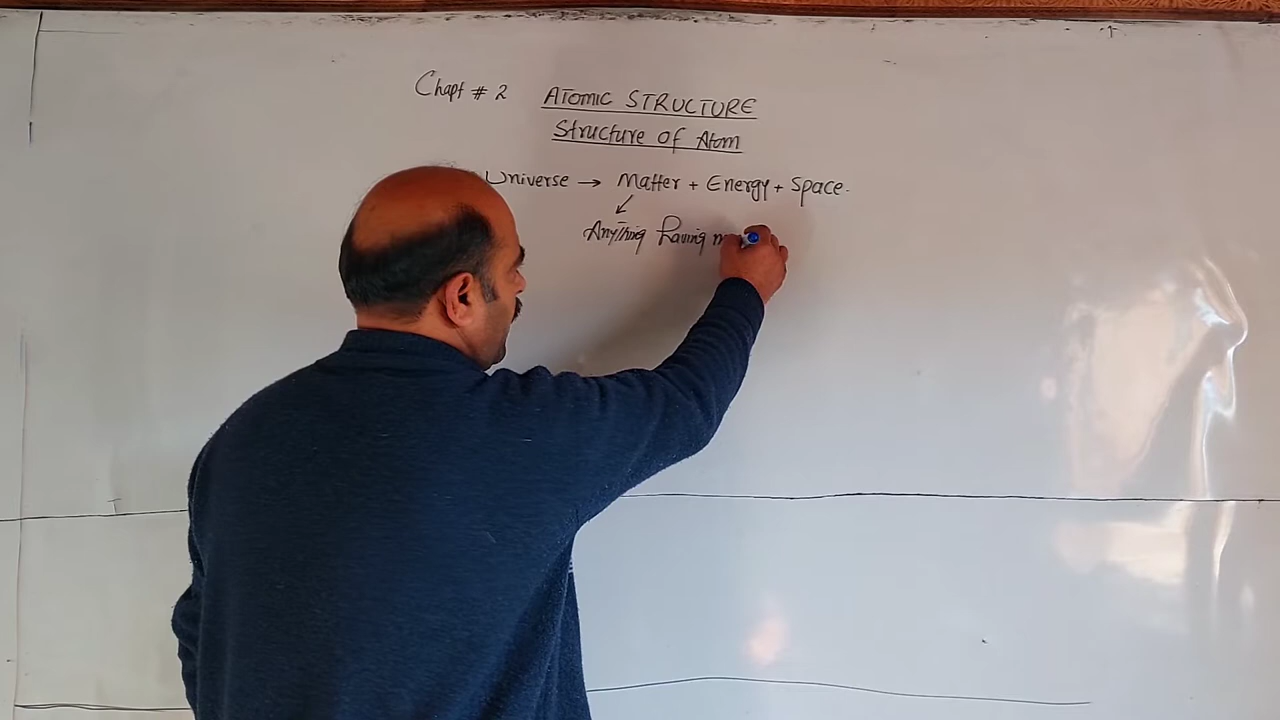 Chapt # 2 ATOMIC STRUCTURE
Structure of Atom
Universe → Matter + Energy + Space.
↙
Anything having